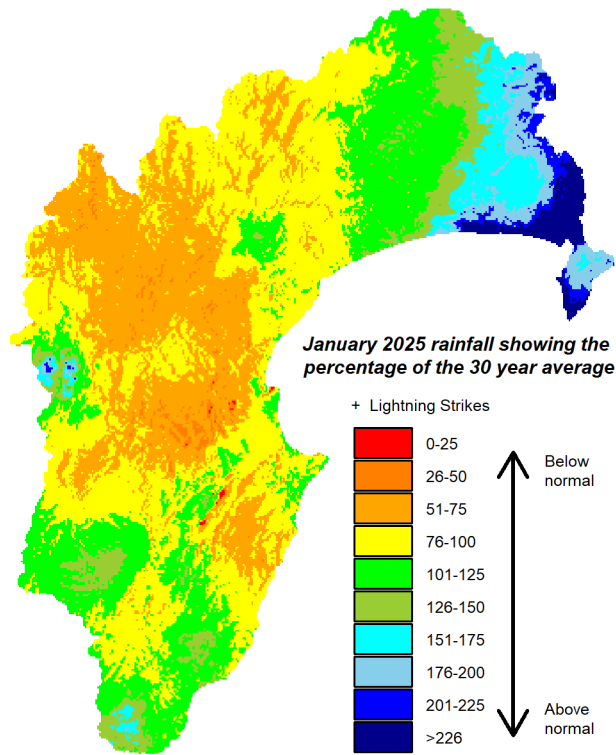 January 2025 rainfall showing the
percentage of the 30 year average
+ Lightning Strikes
0-25
26-50
51-75
76-100
101-125
126-150
151-175
176-200
201-225
>226
Below
normal
Above
normal